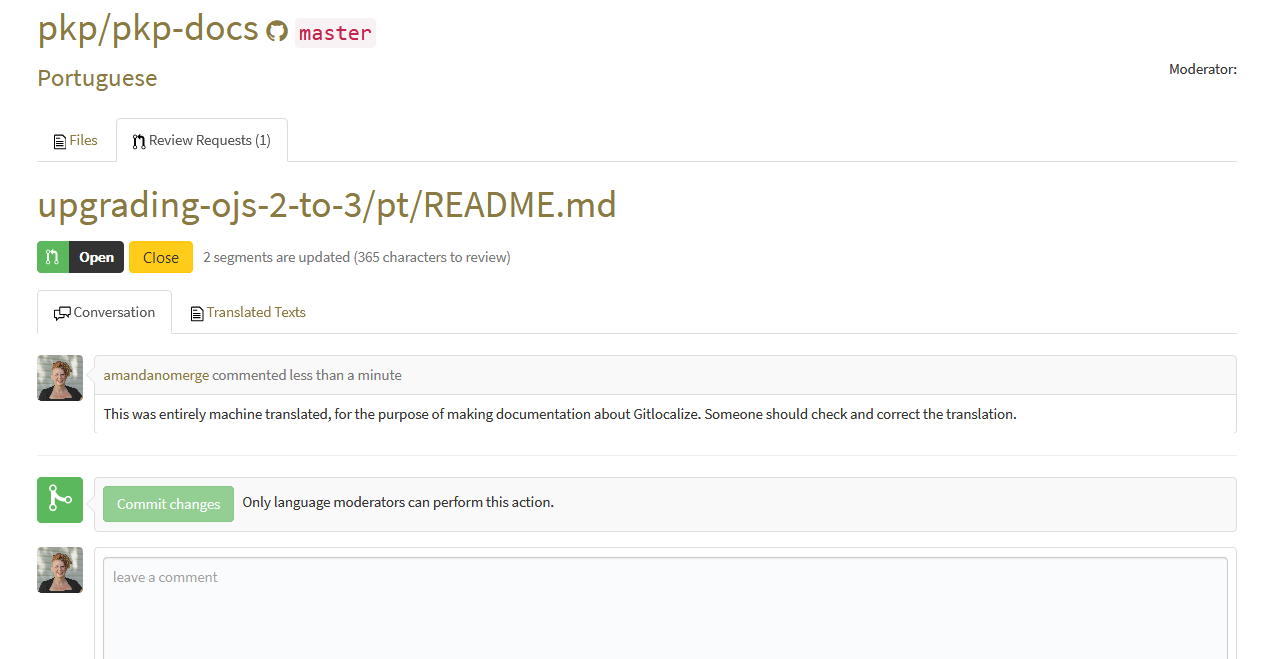 pkp/pkp-docs master
Portuguese
Moderator:
Files
Review Requests (1)
upgrading-ojs-2-to-3/pt/README.md
Open Close 2 segments are updated (365 characters to review)
Conversation
Translated Texts
amandanomerge commented less than a minute
This was entirely machine translated, for the purpose of making documentation about Gitlocalize. Someone should check and correct the translation.
Commit changes Only language moderators can perform this action.
leave a comment